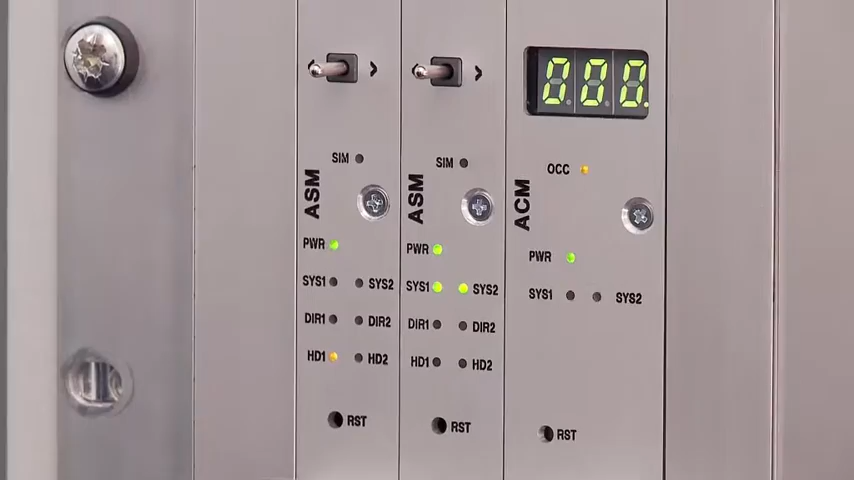 000.
SIM
SIM
OCC
ASM
ASM
ACM
PWR
PWR
PWR
SYS1 SYS2
SYS1 SYS2
SYS1 SYS2
DIR1 DIR2
DIR1 DIR2
HD1 HD2
HD1 HD2
RST
RST
RST